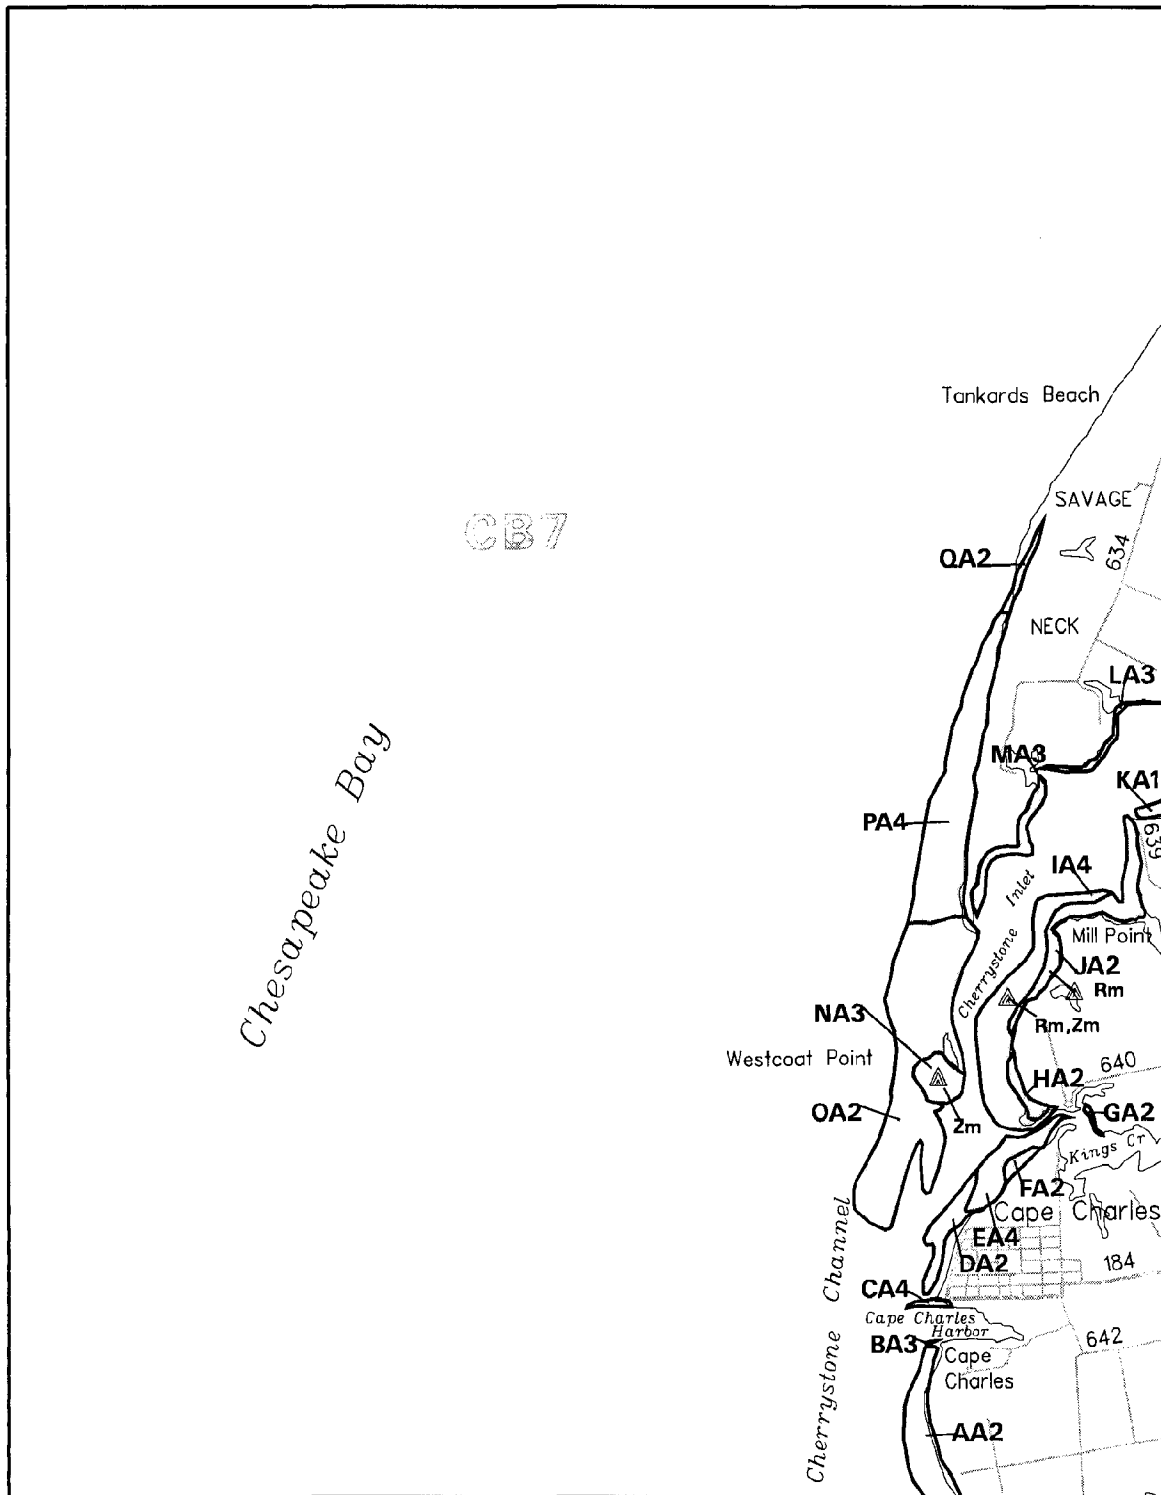 Tankards Beach
SAVAGE
CB7
634
QA2
NECK
LA3
MA3
KA1
Chesapeake Bay
PA4
639
IA4
Cherrystone Inlet
Mill Point
JA2
Rm
NA3
Rm,Zm
Westcoat Point
640
HA2
OA2
GA2
Zm
Kings Cr
FA2
Cape Charles
EA4
DA2
184
CA4
Cherrystone Channel
Cape Charles
Harbor
642
BA3
Cape
Charles
AA2